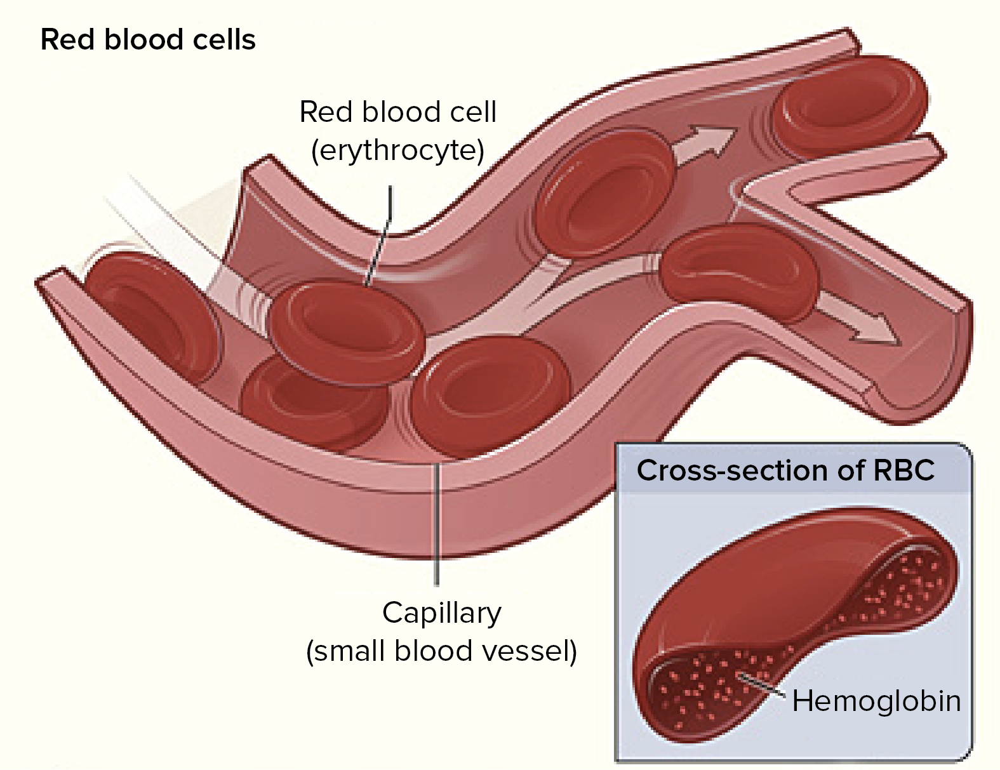 Red blood cells
Red blood cell
(erythrocyte)
Capillary
(small blood vessel)
Cross-section of RBC
Hemoglobin